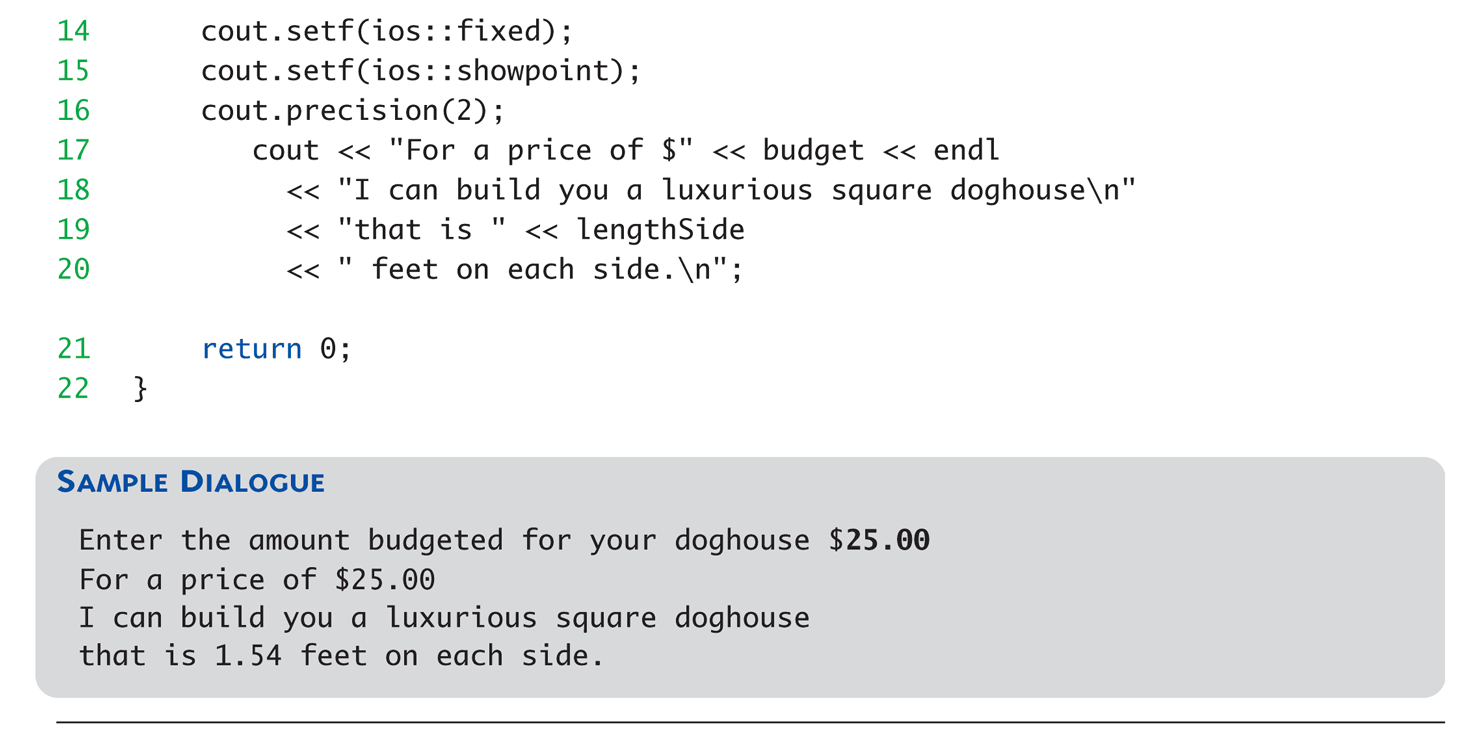 14 cout.setf(ios::fixed);
15 cout.setf(ios::showpoint);
16 cout.precision(2);
17 cout << "For a price of $" << budget << endl
18 << "I can build you a luxurious square doghouse\n"
19 << "that is " << lengthSide
20 << " feet on each side.\n";
21 return 0;
22 }
SAMPLE DIALOGUE
Enter the amount budgeted for your doghouse $25.00
For a price of $25.00
I can build you a luxurious square doghouse
that is 1.54 feet on each side.